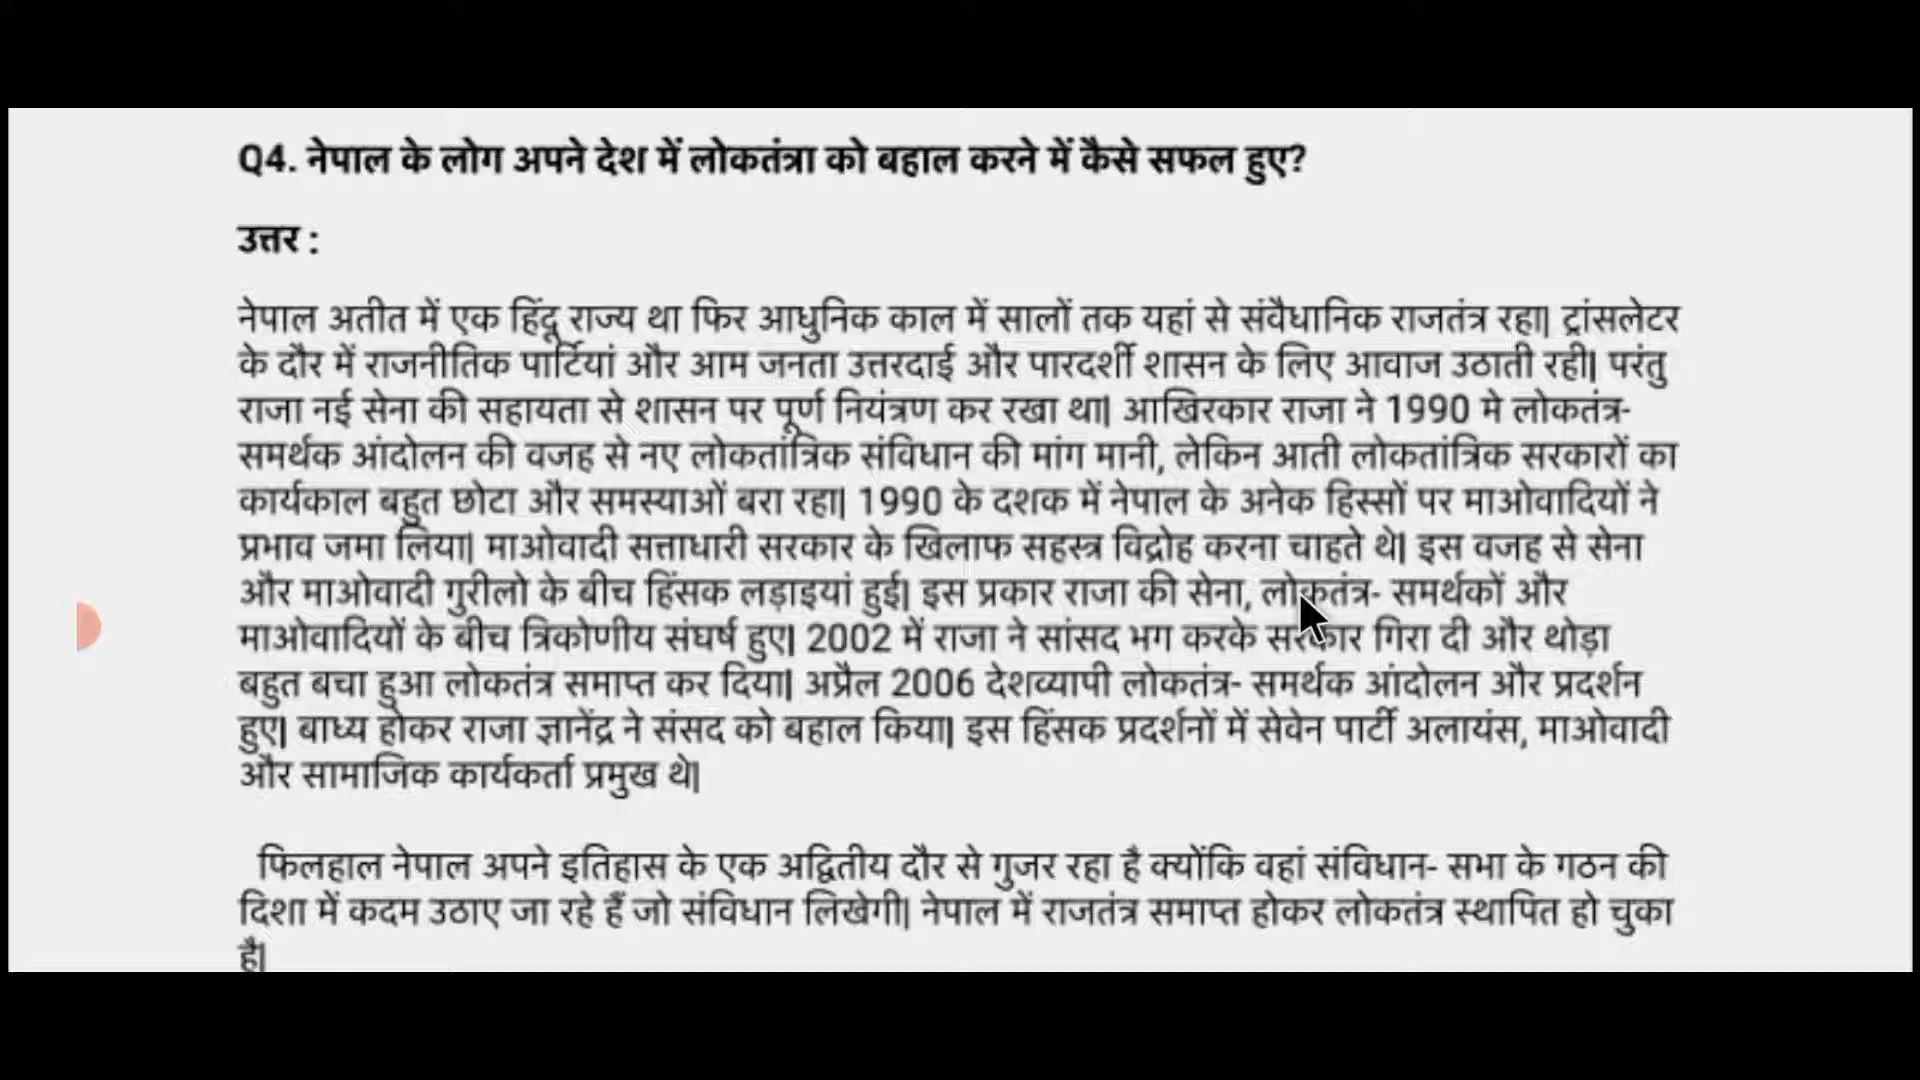 Q4. नेपाल के लोग अपने देश में लोकतंत्रा को बहाल करने में कैसे सफल हुए?
उत्तर :
नेपाल अतीत में एक हिंदू राज्य था फिर आधुनिक काल में सालों तक यहां से संवैधानिक राजतंत्र रहा| ट्रांसलेटर
के दौर में राजनीतिक पार्टियां और आम जनता उत्तरदाई और पारदर्शी शासन के लिए आवाज उठाती रही| परंतु
राजा नई सेना की सहायता से शासन पर पूर्ण नियंत्रण कर रखा था| आखिरकार राजा ने 1990 मे लोकतंत्र-
समर्थक आंदोलन की वजह से नए लोकतांत्रिक संविधान की मांग मानी, लेकिन आती लोकतांत्रिक सरकारों का
कार्यकाल बहुत छोटा और समस्याओं बरा रहा| 1990 के दशक में नेपाल के अनेक हिस्सों पर माओवादियों ने
प्रभाव जमा लिया| माओवादी सत्ताधारी सरकार के खिलाफ सहस्त्र विद्रोह करना चाहते थे| इस वजह से सेना
और माओवादी गुरीलो के बीच हिंसक लड़ाइयां हुई| इस प्रकार राजा की सेना, लोकतंत्र- समर्थकों और
माओवादियों के बीच त्रिकोणीय संघर्ष हुए| 2002 में राजा ने सांसद भग करके सरकार गिरा दी और थोड़ा
बहुत बचा हुआ लोकतंत्र समाप्त कर दिया| अप्रैल 2006 देशव्यापी लोकतंत्र- समर्थक आंदोलन और प्रदर्शन
हुए| बाध्य होकर राजा ज्ञानेंद्र ने संसद को बहाल किया| इस हिंसक प्रदर्शनों में सेवेन पार्टी अलायंस, माओवादी
और सामाजिक कार्यकर्ता प्रमुख थे|
फिलहाल नेपाल अपने इतिहास के एक अद्वितीय दौर से गुजर रहा है क्योंकि वहां संविधान- सभा के गठन की
दिशा में कदम उठाए जा रहे हैं जो संविधान लिखेगी| नेपाल में राजतंत्र समाप्त होकर लोकतंत्र स्थापित हो चुका
है|